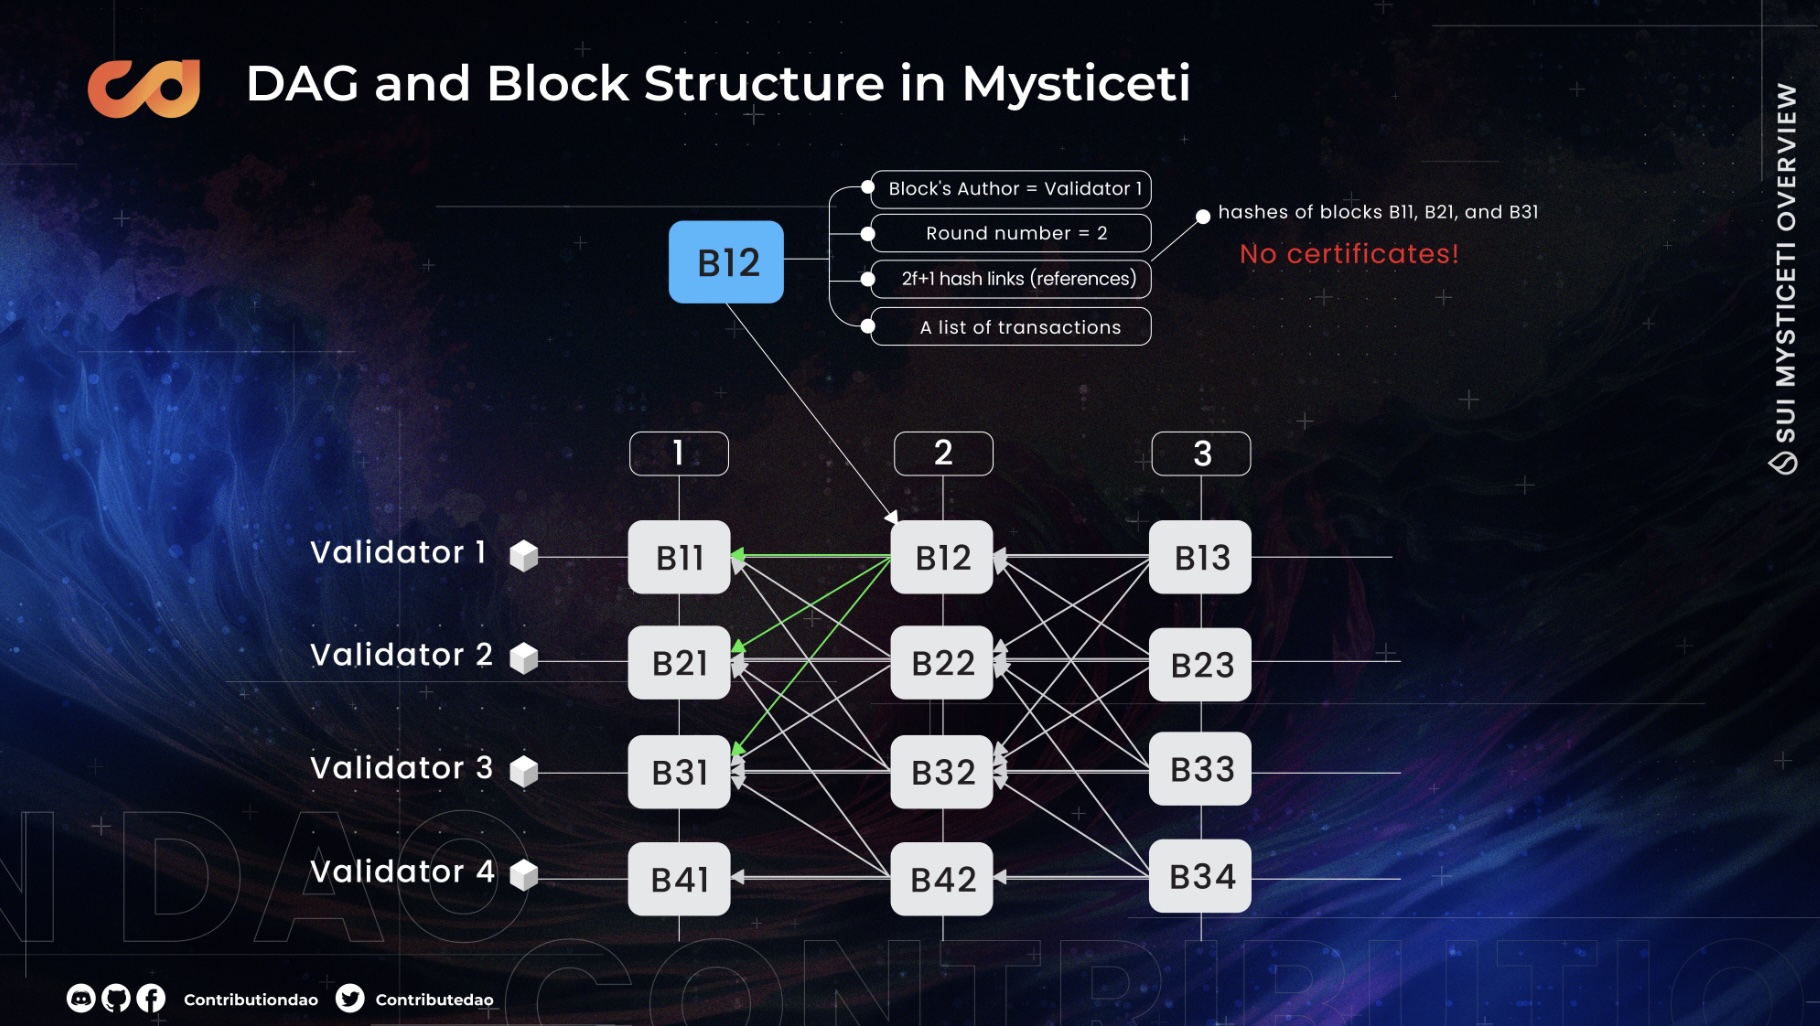 DAG and Block Structure in Mysticeti
SUI MYSTICETI OVERVIEW
B12
Block's Author = Validator 1
Round number = 2
2f+1 hash links (references)
A list of transactions
hashes of blocks B11, B21, and B31
No certificates!
1 2 3
Validator 1 B11 B12 B13
Validator 2 B21 B22 B23
Validator 3 B31 B32 B33
Validator 4 B41 B42 B34
N DAO
CONTRIBUTIO
Contributiondao Contributedao